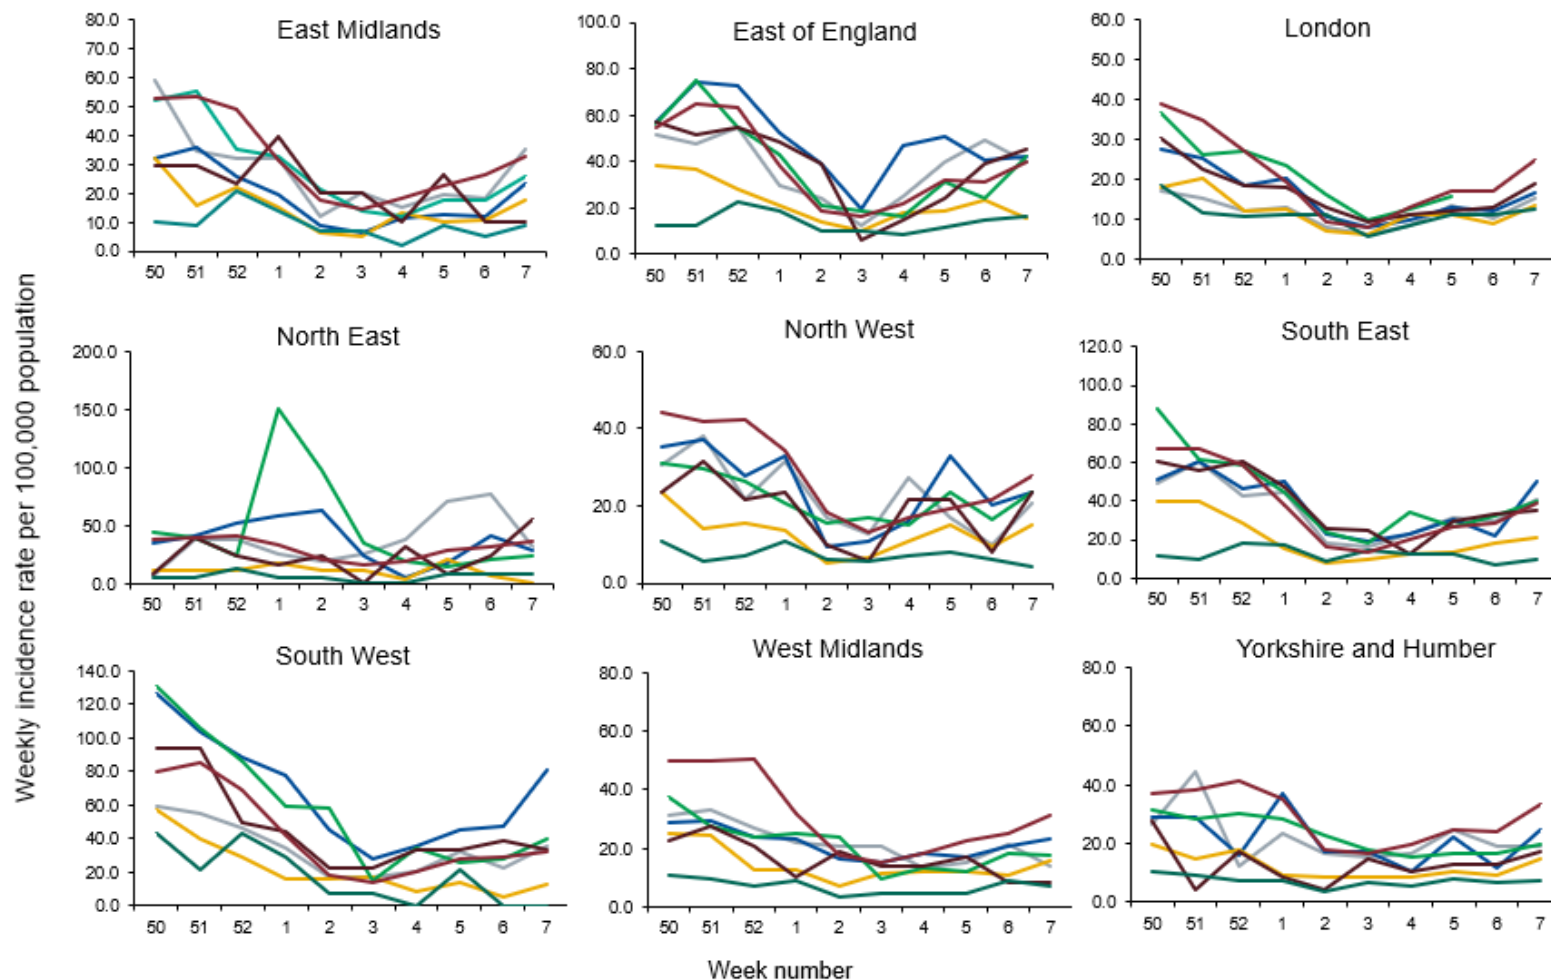 Weekly incidence rate per 100,000 population
East Midlands
80.0
70.0
60.0
50.0
40.0
30.0
20.0
10.0
0.0
50 51 52 1 2 3 4 5 6 7
East of England
100.0
80.0
60.0
40.0
20.0
0.0
50 51 52 1 2 3 4 5 6 7
London
60.0
50.0
40.0
30.0
20.0
10.0
0.0
50 51 52 1 2 3 4 5 6 7
North East
200.0
150.0
100.0
50.0
0.0
50 51 52 1 2 3 4 5 6 7
North West
60.0
40.0
20.0
0.0
50 51 52 1 2 3 4 5 6 7
South East
120.0
100.0
80.0
60.0
40.0
20.0
0.0
50 51 52 1 2 3 4 5 6 7
South West
140.0
120.0
100.0
80.0
60.0
40.0
20.0
0.0
50 51 52 1 2 3 4 5 6 7
West Midlands
80.0
60.0
40.0
20.0
0.0
50 51 52 1 2 3 4 5 6 7
Yorkshire and Humber
80.0
60.0
40.0
20.0
0.0
50 51 52 1 2 3 4 5 6 7
Week number